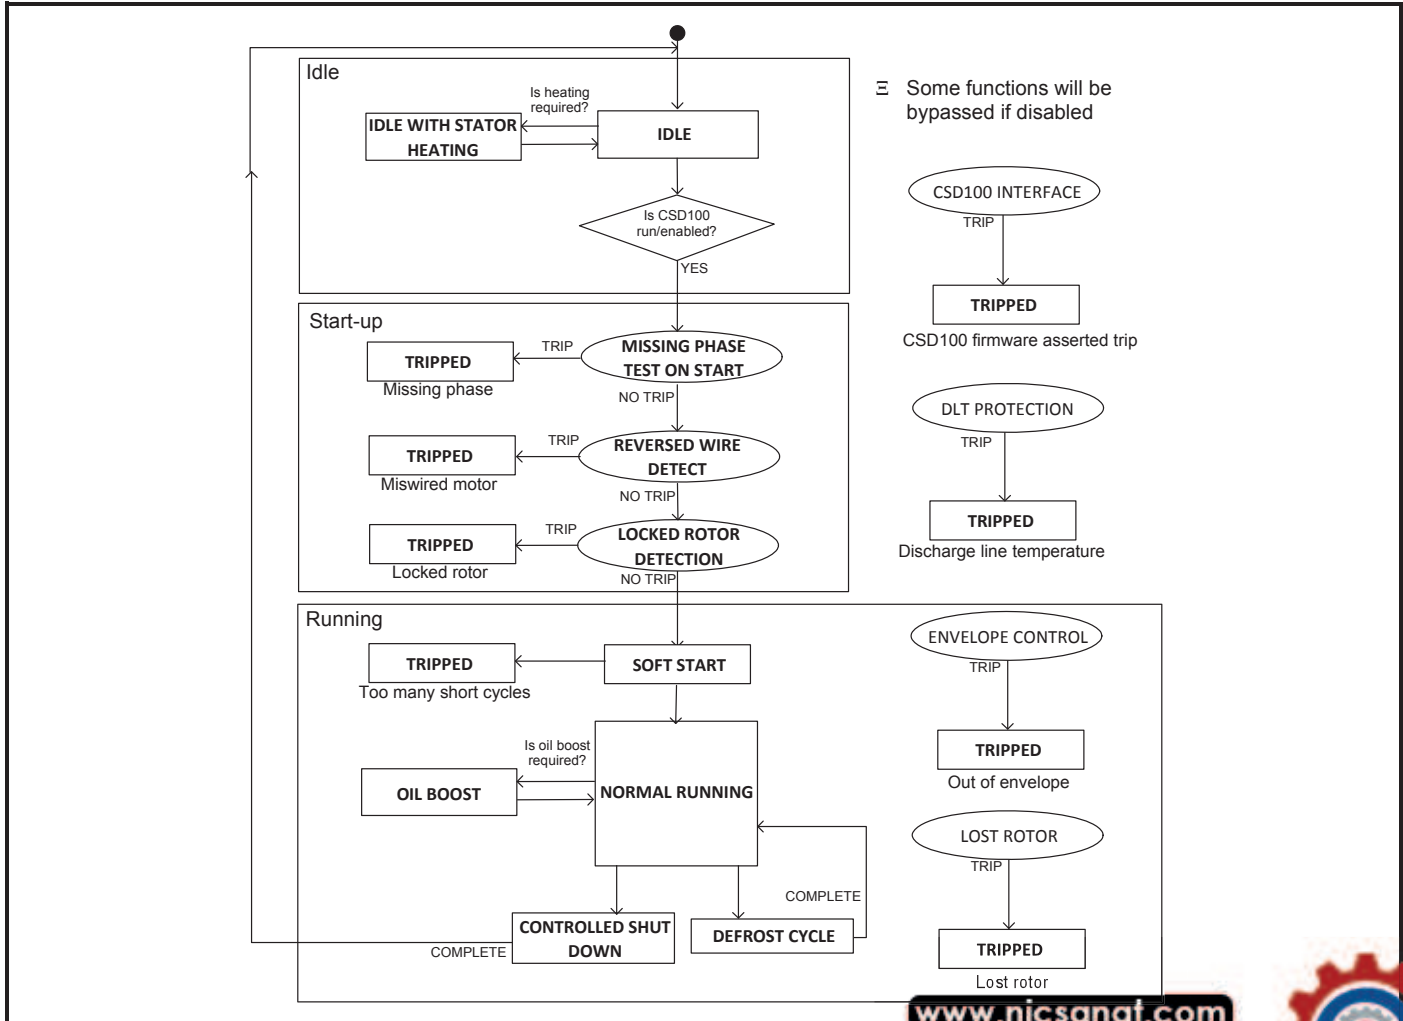 Idle
Is heating
required?
IDLE WITH STATOR
HEATING
IDLE
Is CSD100
run/enabled?
YES
Ξ Some functions will be
bypassed if disabled
CSD100 INTERFACE
TRIP
TRIPPED
CSD100 firmware asserted trip
Start-up
MISSING PHASE
TEST ON START
TRIP
TRIPPED
Missing phase
NO TRIP
REVERSED WIRE
DETECT
TRIP
TRIPPED
Miswired motor
NO TRIP
LOCKED ROTOR
DETECTION
TRIP
TRIPPED
Locked rotor
NO TRIP
DLT PROTECTION
TRIP
TRIPPED
Discharge line temperature
Running
TRIPPED
Too many short cycles
SOFT START
Is oil boost
required?
OIL BOOST
NORMAL RUNNING
COMPLETE
CONTROLLED SHUT
DOWN
COMPLETE
DEFROST CYCLE
ENVELOPE CONTROL
TRIP
TRIPPED
Out of envelope
LOST ROTOR
TRIP
TRIPPED
Lost rotor
www.nicsanat.com